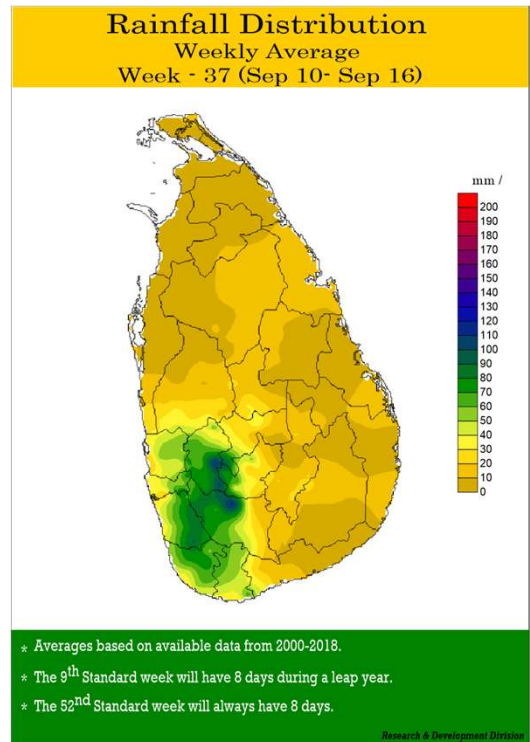 Rainfall Distribution
Weekly Average
Week - 37 (Sep 10- Sep 16)
mm /
200
190
180
170
160
150
140
130
120
110
100
90
80
70
60
50
40
30
20
10
0
* Averages based on available data from 2000-2018.
* The 9th Standard week will have 8 days during a leap year.
* The 52nd Standard week will always have 8 days.
Research & Development Division